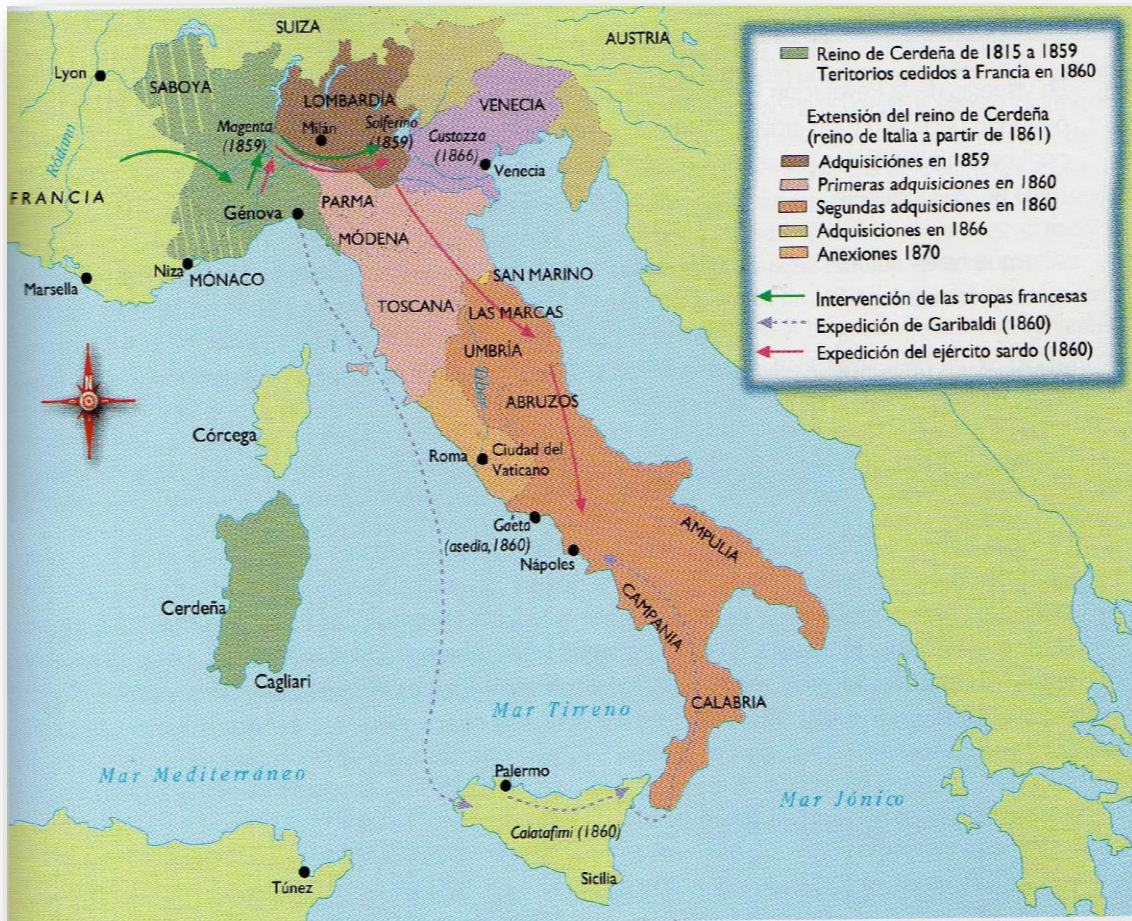 SUIZA
AUSTRIA
Lyon
SABOYA
LOMBARDÍA
VENECIA
Magenta
(1859)
Milán
Solferino
(1859)
Custozza
(1866)
Venecia
Ródano
FRANCIA
Génova
PARMA
MÓDENA
Niza
MÓNACO
Marsella
SAN MARINO
TOSCANA
LAS MARCAS
UMBRÍA
Tíber
ABRUZOS
N
Córcega
Roma
Ciudad del
Vaticano
Gaeta
(asedia, 1860)
Nápoles
AMPULIA
CAMPANIA
Cerdeña
Cagliari
CALABRIA
Mar Tirreno
Mar Mediterráneo
Palermo
Mar Jónico
Calatafimi (1860)
Sicilia
Túnez
Reino de Cerdeña de 1815 a 1859
Teritorios cedidos a Francia en 1860
Extensión del reino de Cerdeña
(reino de Italia a partir de 1861)
Adquisiciónes en 1859
Primeras adquisiciones en 1860
Segundas adquisiciones en 1860
Adquisiciones en 1866
Anexiones 1870
Intervención de las tropas francesas
Expedición de Garibaldi (1860)
Expedición del ejército sardo (1860)